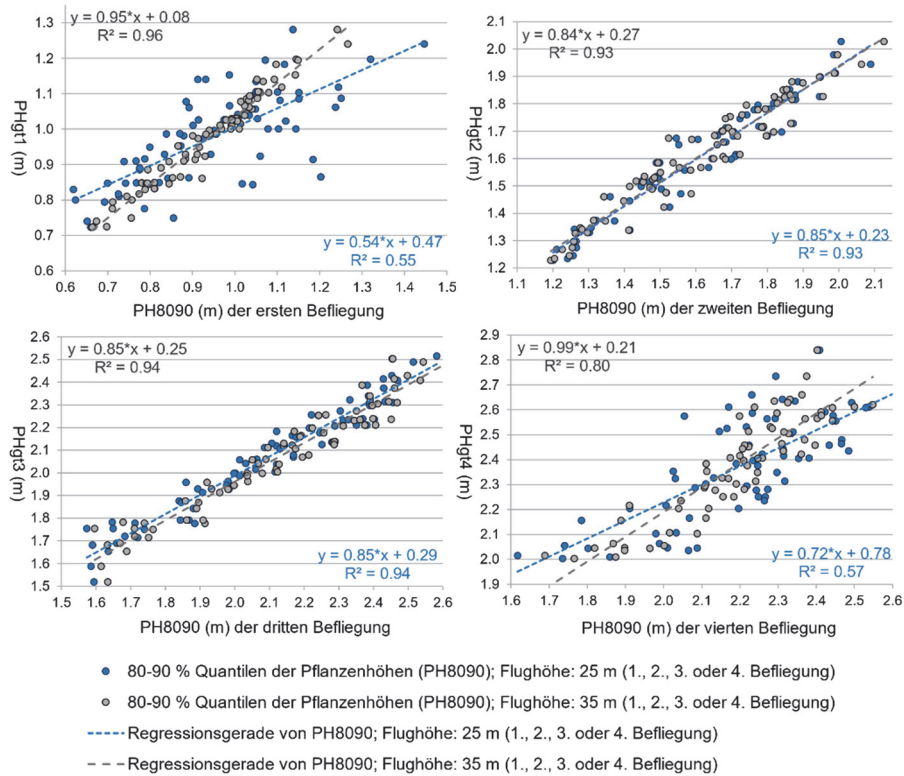 y = 0.95*x + 0.08
R² = 0.96
1.3
1.2
1.1
1.0
0.9
0.8
0.7
0.6
PHgt1 (m)
y = 0.54*x + 0.47
R² = 0.55
0.6 0.7 0.8 0.9 1.0 1.1 1.2 1.3 1.4 1.5
PH8090 (m) der ersten Befliegung
y = 0.84*x + 0.27
R² = 0.93
2.1
2.0
1.9
1.8
1.7
1.6
1.5
1.4
1.3
1.2
PHgt2 (m)
y = 0.85*x + 0.23
R² = 0.93
1.1 1.2 1.3 1.4 1.5 1.6 1.7 1.8 1.9 2.0 2.1
PH8090 (m) der zweiten Befliegung
y = 0.85*x + 0.25
R² = 0.94
2.6
2.5
2.4
2.3
2.2
2.1
2.0
1.9
1.8
1.7
1.6
1.5
PHgt3 (m)
y = 0.85*x + 0.29
R² = 0.94
1.5 1.6 1.7 1.8 1.9 2.0 2.1 2.2 2.3 2.4 2.5 2.6
PH8090 (m) der dritten Befliegung
y = 0.99*x + 0.21
R² = 0.80
2.9
2.8
2.7
2.6
2.5
2.4
2.3
2.2
2.1
2.0
1.9
PHgt4 (m)
y = 0.72*x + 0.78
R² = 0.57
1.6 1.7 1.8 1.9 2.0 2.1 2.2 2.3 2.4 2.5 2.6
PH8090 (m) der vierten Befliegung
80-90 % Quantilen der Pflanzenhöhen (PH8090); Flughöhe: 25 m (1., 2., 3. oder 4. Befliegung)
80-90 % Quantilen der Pflanzenhöhen (PH8090); Flughöhe: 35 m (1., 2., 3. oder 4. Befliegung)
Regressionsgerade von PH8090; Flughöhe: 25 m (1., 2., 3. oder 4. Befliegung)
Regressionsgerade von PH8090; Flughöhe: 35 m (1., 2., 3. oder 4. Befliegung)